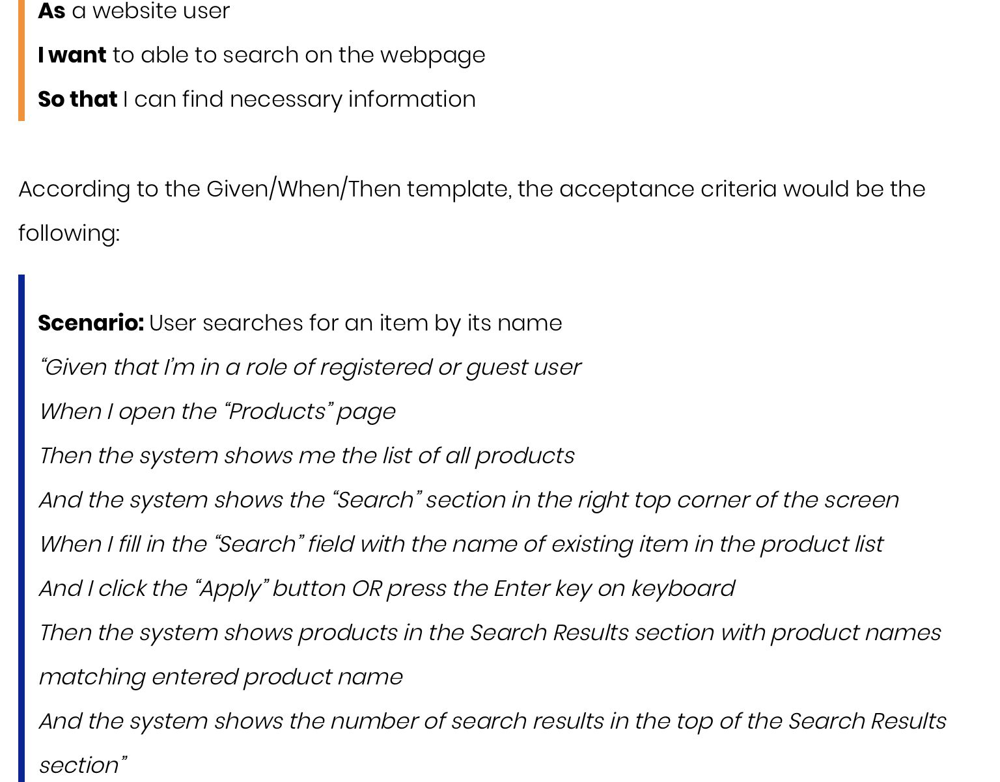 As a website user
I want to able to search on the webpage
So that I can find necessary information
According to the Given/When/Then template, the acceptance criteria would be the
following:
Scenario: User searches for an item by its name
“Given that I’m in a role of registered or guest user
When I open the “Products” page
Then the system shows me the list of all products
And the system shows the “Search” section in the right top corner of the screen
When I fill in the “Search” field with the name of existing item in the product list
And I click the “Apply” button OR press the Enter key on keyboard
Then the system shows products in the Search Results section with product names
matching entered product name
And the system shows the number of search results in the top of the Search Results
section”